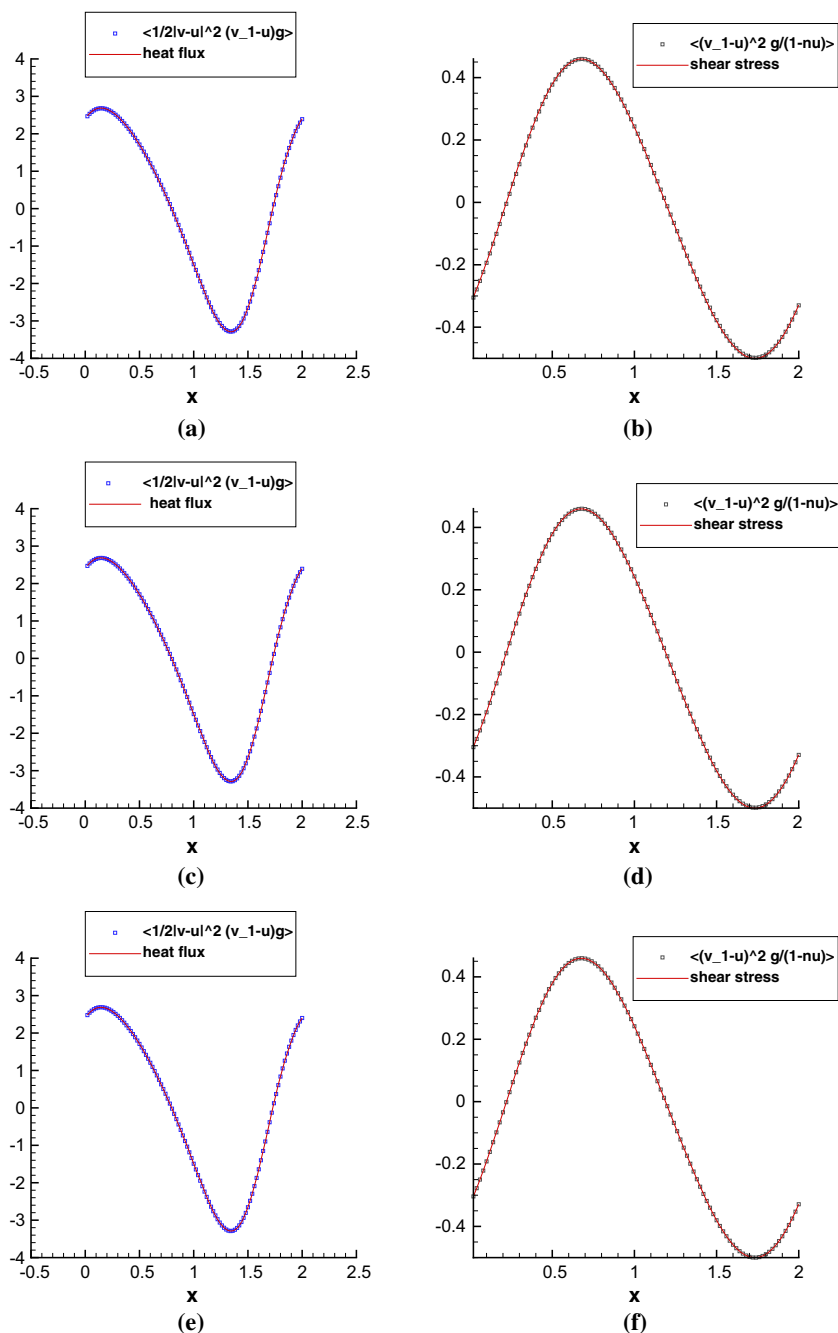 <1/2|v-u|^2 (v_1-u)g>
heat flux
4
3
2
1
0
-1
-2
-3
-4
-0.5 0 0.5 1 1.5 2 2.5
x
(a)
<(v_1-u)^2 g/(1-nu)>
shear stress
0.4
0.2
0
-0.2
-0.4
0.5 1 1.5 2
x
(b)
<1/2|v-u|^2 (v_1-u)g>
heat flux
4
3
2
1
0
-1
-2
-3
-4
-0.5 0 0.5 1 1.5 2 2.5
x
(c)
<(v_1-u)^2 g/(1-nu)>
shear stress
0.4
0.2
0
-0.2
-0.4
0.5 1 1.5 2
x
(d)
<1/2|v-u|^2 (v_1-u)g>
heat flux
4
3
2
1
0
-1
-2
-3
-4
-0.5 0 0.5 1 1.5 2 2.5
x
(e)
<(v_1-u)^2 g/(1-nu)>
shear stress
0.4
0.2
0
-0.2
-0.4
0.5 1 1.5 2
x
(f)